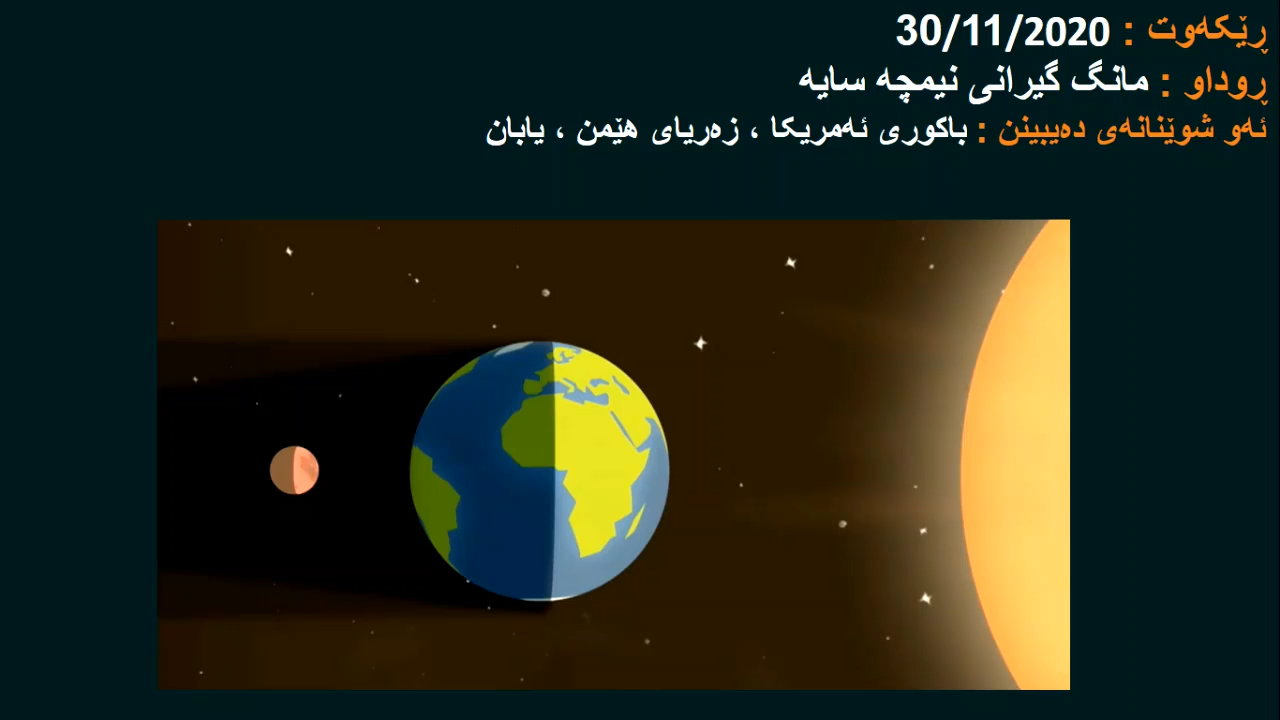 ڕێکەوت : 30/11/2020
ڕوداو : مانگ گیرانی نیمچە سایە
ئەو شوێنانەی دەیبینن : باکوری ئەمریکا ، زەریای هێمن ، یابان